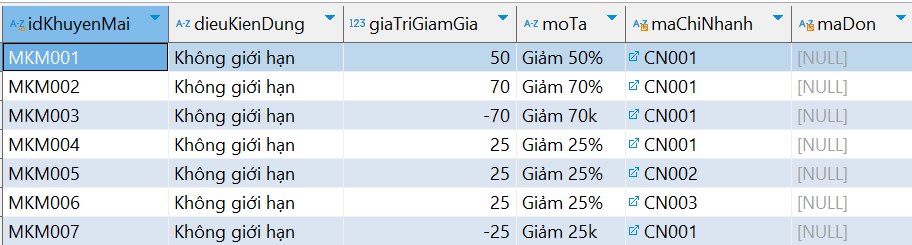 idKhuyenMai dieuKienDung 123 giaTriGiamGia moTa maChiNhanh maDon
MKM001 Không giới hạn 50 Giảm 50% CN001 [NULL]
MKM002 Không giới hạn 70 Giảm 70% CN001 [NULL]
MKM003 Không giới hạn -70 Giảm 70k CN001 [NULL]
MKM004 Không giới hạn 25 Giảm 25% CN001 [NULL]
MKM005 Không giới hạn 25 Giảm 25% CN002 [NULL]
MKM006 Không giới hạn 25 Giảm 25% CN003 [NULL]
MKM007 Không giới hạn -25 Giảm 25k CN001 [NULL]